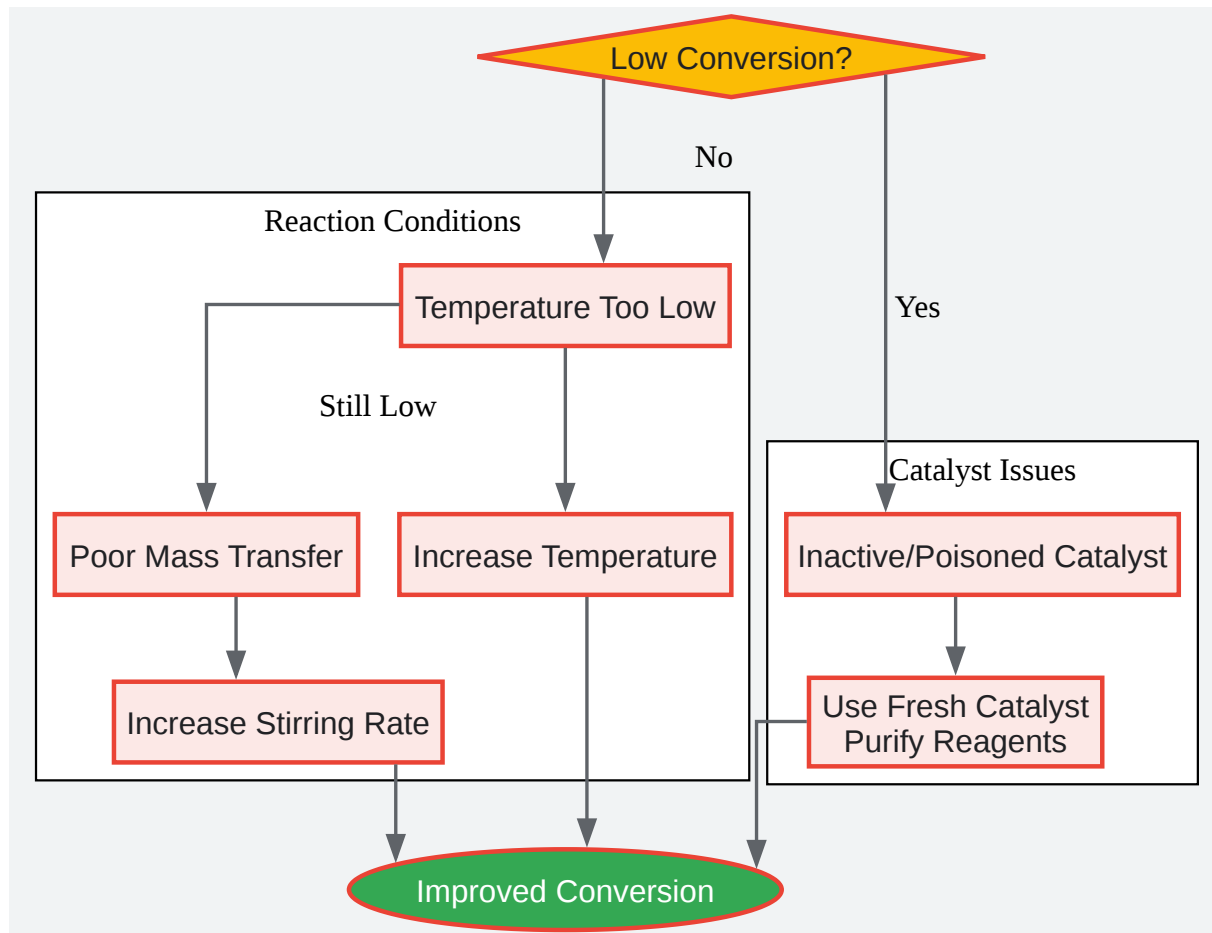 Low Conversion?
No
Reaction Conditions
Temperature Too Low
Yes
Still Low
Catalyst Issues
Poor Mass Transfer
Increase Temperature
Inactive/Poisoned Catalyst
Increase Stirring Rate
Use Fresh Catalyst
Purify Reagents
Improved Conversion